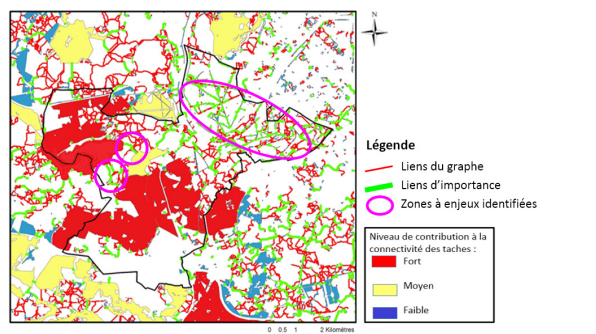 Légende
Liens du graphe
Liens d'importance
Zones à enjeux identifiées
Niveau de contribution à la
connectivité des taches :
Fort
Moyen
Faible
0 0.5 1 2 Kilomètres